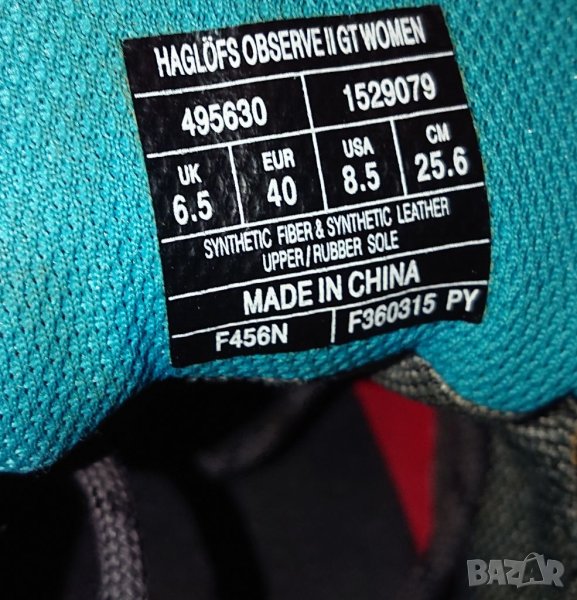 HAGLÖFS OBSERVE II GT WOMEN
495630 1529079
UK EUR USA CM
6.5 40 8.5 25.6
SYNTHETIC FIBER & SYNTHETIC LEATHER
UPPER / RUBBER SOLE
MADE IN CHINA
F456N F360315 PY
BAZAR